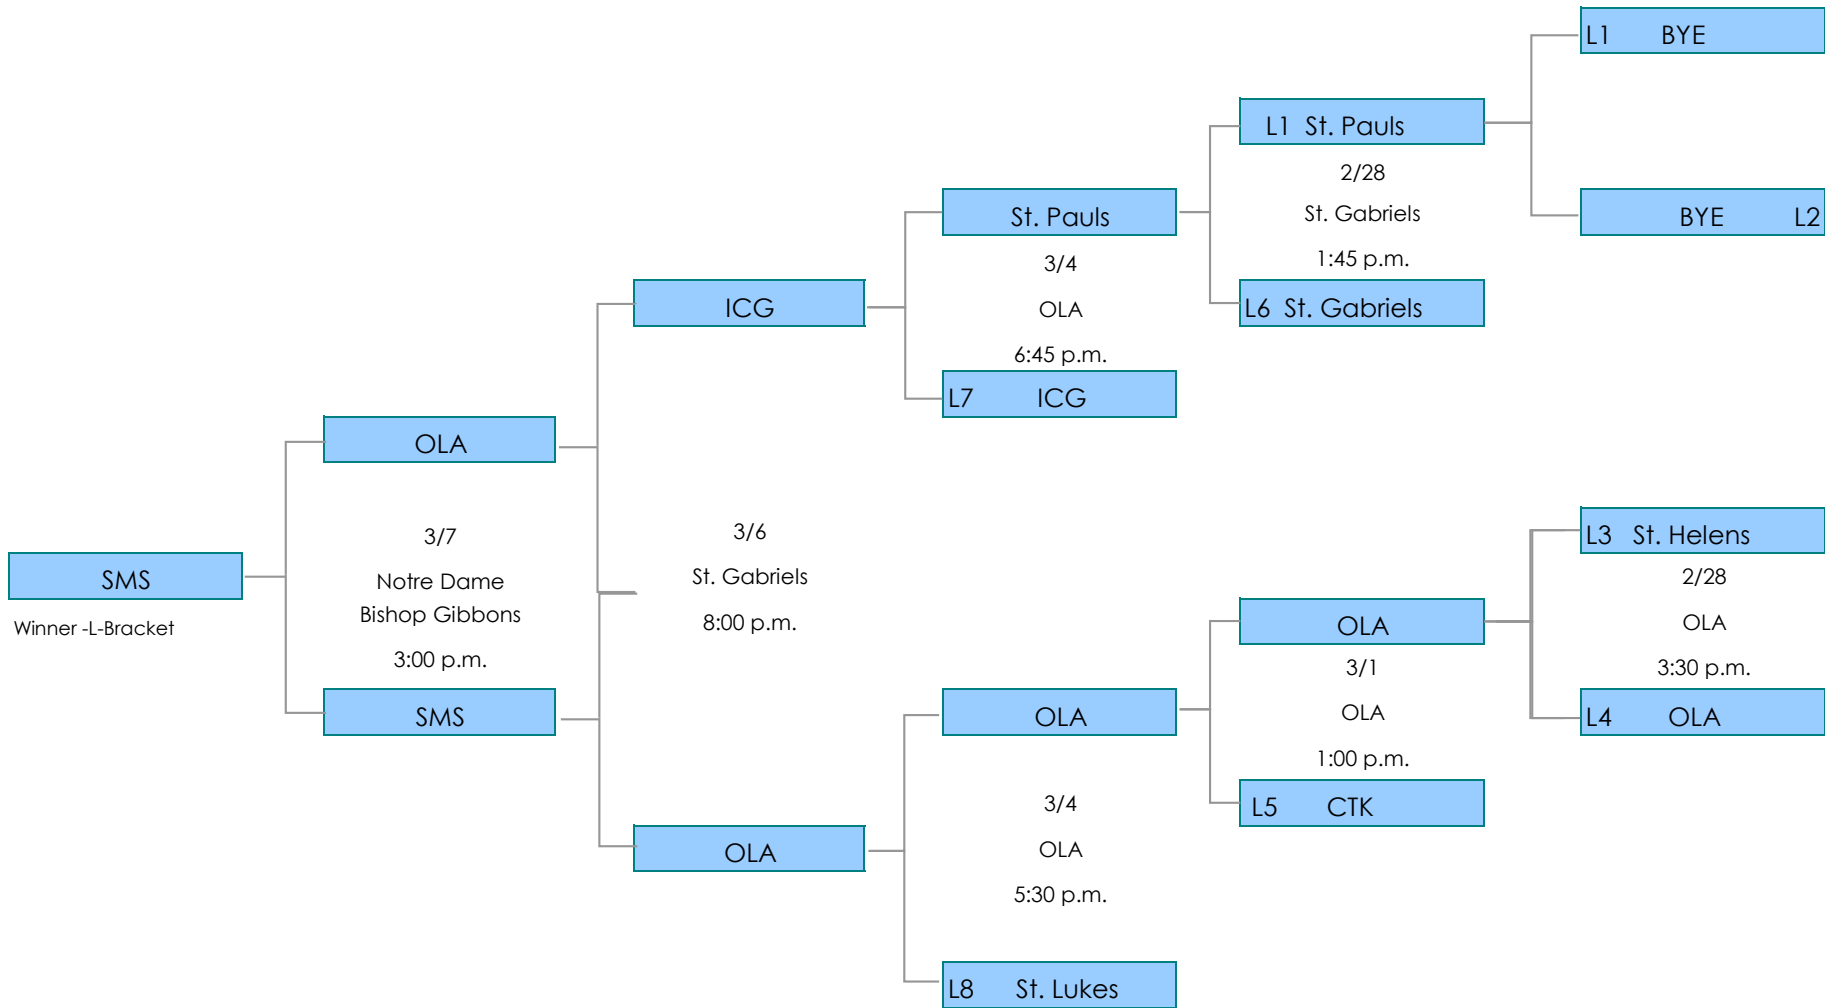 L1 BYE
L1 St. Pauls
2/28
St. Gabriels
1:45 p.m.
BYE L2
St. Pauls
3/4
OLA
6:45 p.m.
L6 St. Gabriels
ICG
L7 ICG
OLA
3/7
Notre Dame
Bishop Gibbons
3:00 p.m.
3/6
St. Gabriels
8:00 p.m.
SMS
Winner -L-Bracket
SMS
L3 St. Helens
2/28
OLA
3:30 p.m.
L4 OLA
OLA
3/1
OLA
1:00 p.m.
L5 CTK
OLA
3/4
OLA
5:30 p.m.
OLA
L8 St. Lukes